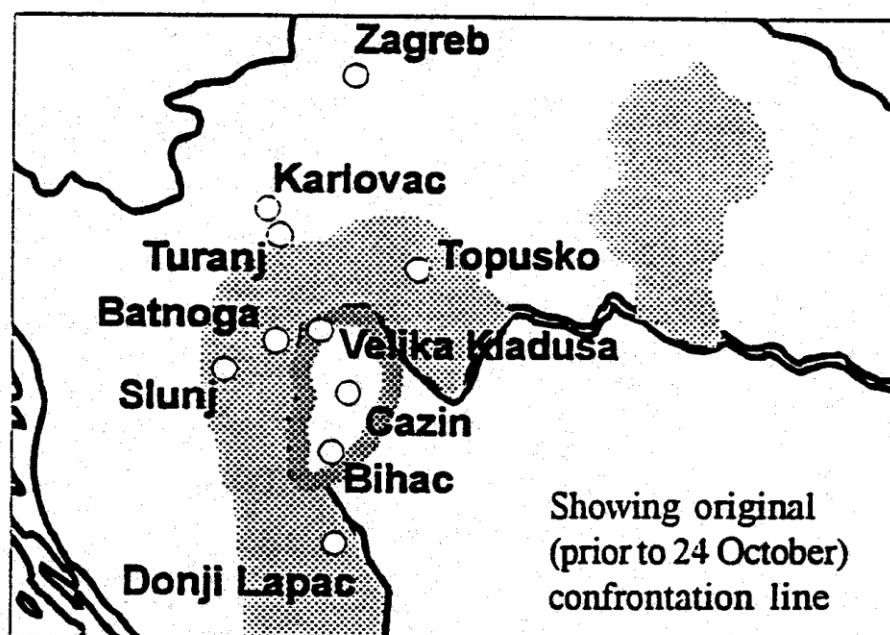 Zagreb
Karlovac
Turanj
Topusko
Batnoga
Velika Kladuša
Slunj
Cazin
Bihac
Showing original
(prior to 24 October)
confrontation line
Donji Lapac